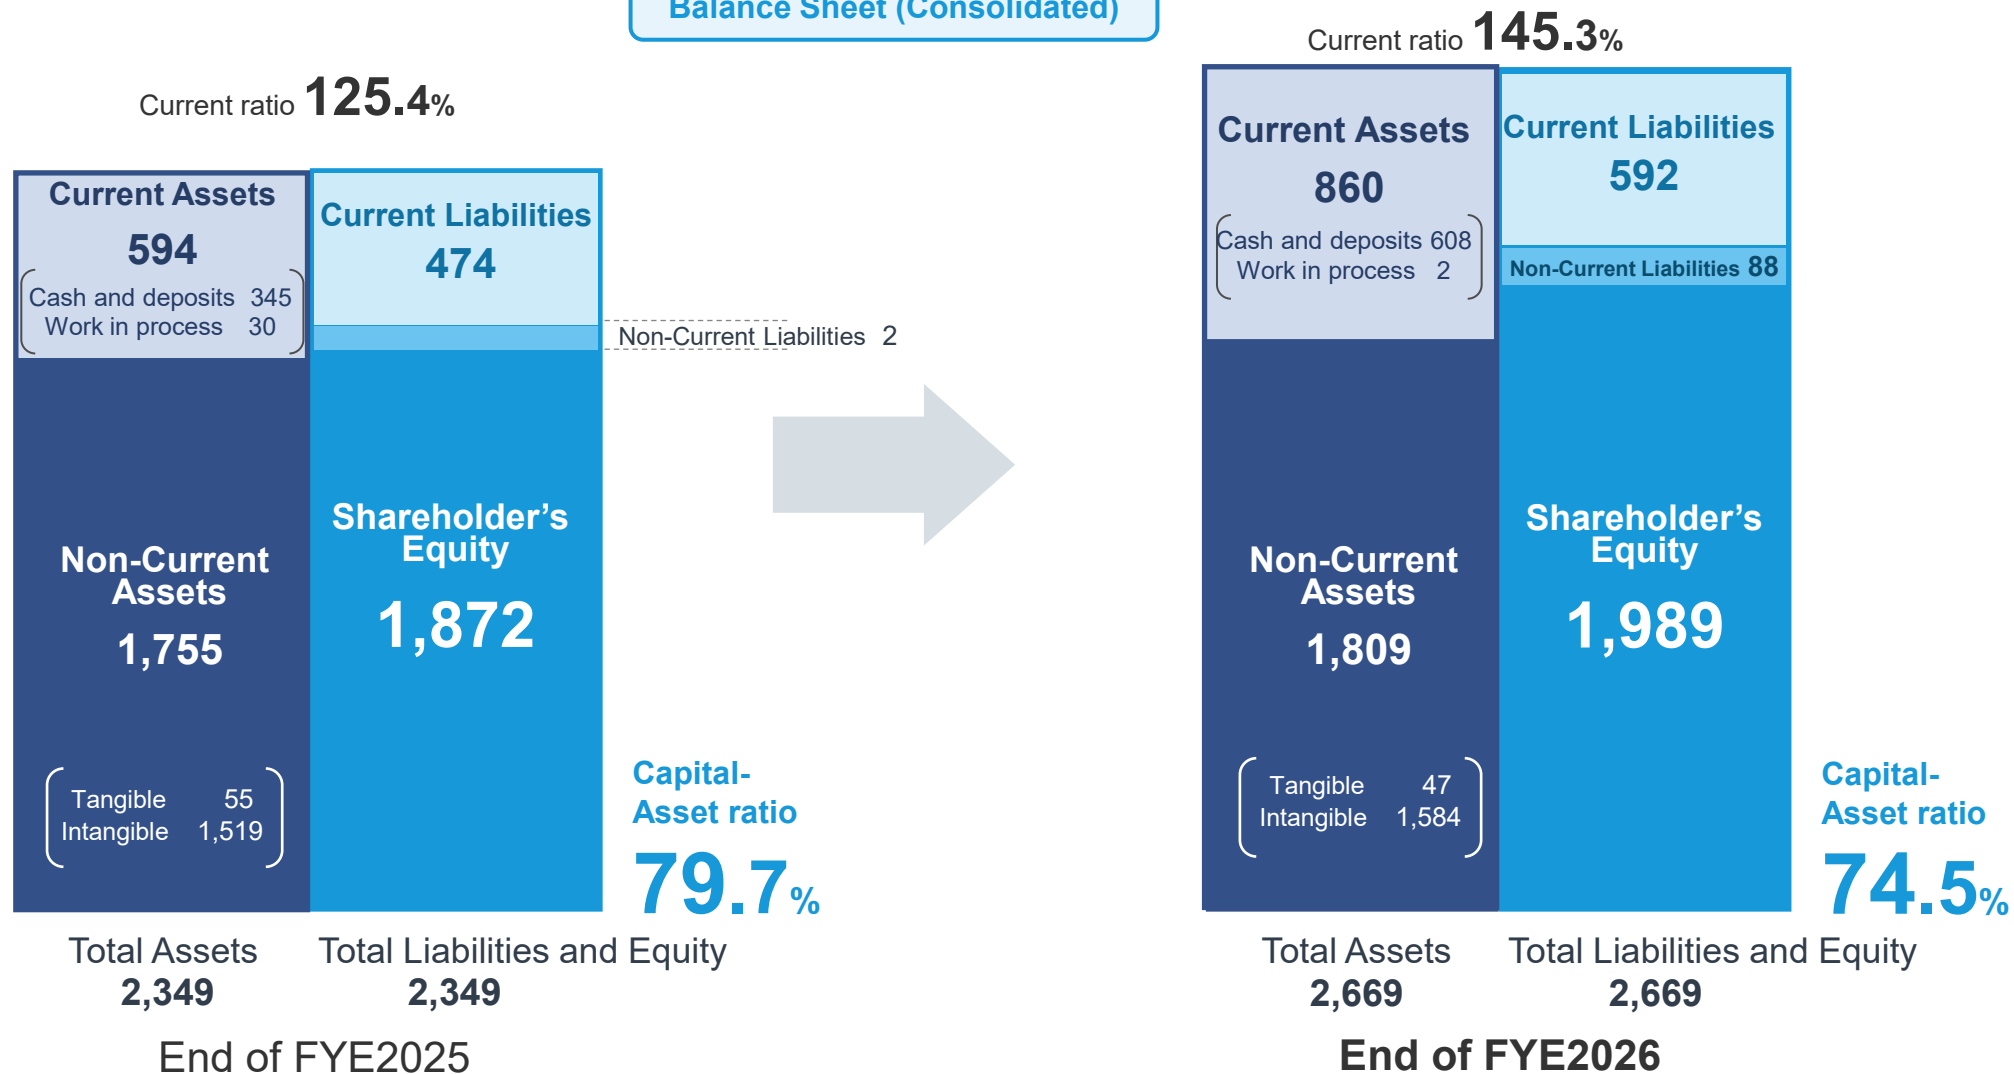 Balance Sheet (Consolidated)
Current ratio 125.4%
Current Assets
594
Cash and deposits 345
Work in process 30
Non-Current
Assets
1,755
Tangible 55
Intangible 1,519
Current Liabilities
474
Non-Current Liabilities 2
Shareholder’s
Equity
1,872
Capital-
Asset ratio
79.7%
Total Assets
2,349
Total Liabilities and Equity
2,349
End of FYE2025
Current ratio 145.3%
Current Assets
860
Cash and deposits 608
Work in process 2
Non-Current
Assets
1,809
Tangible 47
Intangible 1,584
Current Liabilities
592
Non-Current Liabilities 88
Shareholder’s
Equity
1,989
Capital-
Asset ratio
74.5%
Total Assets
2,669
Total Liabilities and Equity
2,669
End of FYE2026